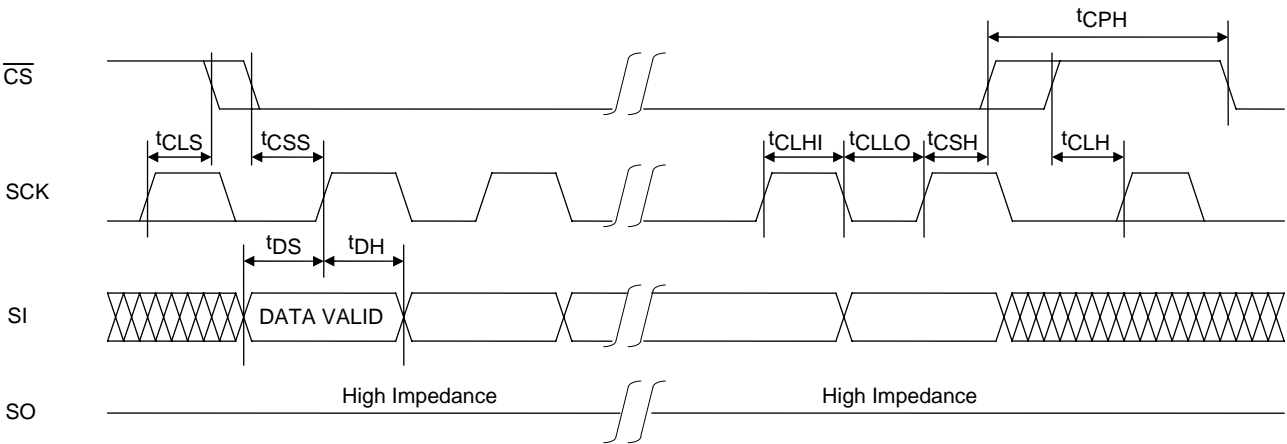 tCPH
CS
tCLS
tCSS
tCLHI
tCLLO
tCSH
tCLH
SCK
tDS
tDH
SI
DATA VALID
High Impedance
High Impedance
SO